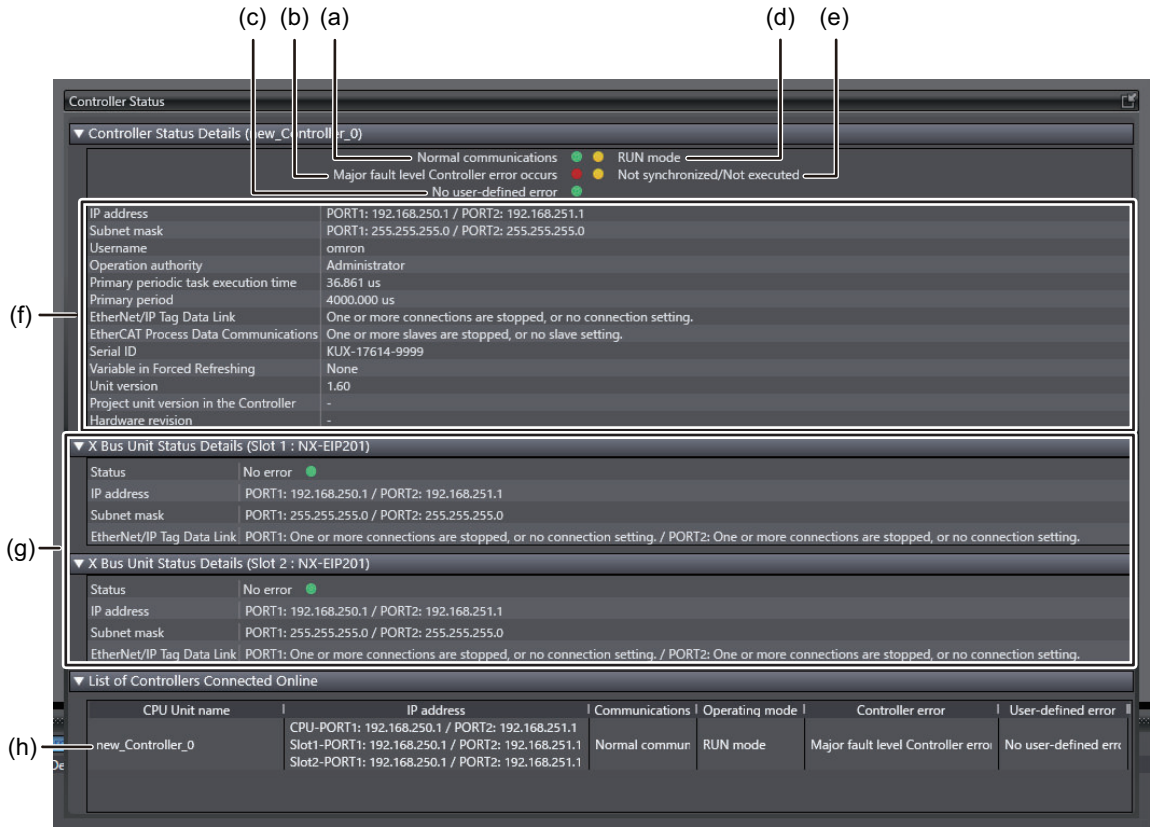 (c) (b) (a) (d) (e)
Controller Status
▼ Controller Status Details (new_Controller_0)
Normal communications RUN mode
Major fault level Controller error occurs Not synchronized/Not executed
No user-defined error
(f)
IP address PORT1: 192.168.250.1 / PORT2: 192.168.251.1
Subnet mask PORT1: 255.255.255.0 / PORT2: 255.255.255.0
Username omron
Operation authority Administrator
Primary periodic task execution time 36.861 us
Primary period 4000.000 us
EtherNet/IP Tag Data Link One or more connections are stopped, or no connection setting.
EtherCAT Process Data Communications One or more slaves are stopped, or no slave setting.
Serial ID KUX-17614-9999
Variable in Forced Refreshing None
Unit version 1.60
Project unit version in the Controller -
Hardware revision -
(g)
▼ X Bus Unit Status Details (Slot 1 : NX-EIP201)
Status No error
IP address PORT1: 192.168.250.1 / PORT2: 192.168.251.1
Subnet mask PORT1: 255.255.255.0 / PORT2: 255.255.255.0
EtherNet/IP Tag Data Link PORT1: One or more connections are stopped, or no connection setting. / PORT2: One or more connections are stopped, or no connection setting.
▼ X Bus Unit Status Details (Slot 2 : NX-EIP201)
Status No error
IP address PORT1: 192.168.250.1 / PORT2: 192.168.251.1
Subnet mask PORT1: 255.255.255.0 / PORT2: 255.255.255.0
EtherNet/IP Tag Data Link PORT1: One or more connections are stopped, or no connection setting. / PORT2: One or more connections are stopped, or no connection setting.
▼ List of Controllers Connected Online
CPU Unit name IP address Communications Operating mode Controller error User-defined error
CPU-PORT1: 192.168.250.1 / PORT2: 192.168.251.1
(h) new_Controller_0 Slot1-PORT1: 192.168.250.1 / PORT2: 192.168.251.1 Normal commun RUN mode Major fault level Controller error No user-defined erro
Slot2-PORT1: 192.168.250.1 / PORT2: 192.168.251.1